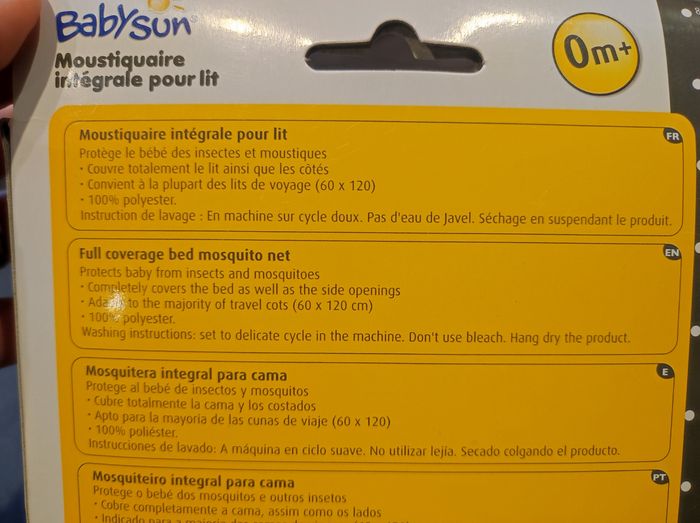 Babysun
0m+
Moustiquaire
intégrale pour lit
Moustiquaire intégrale pour lit
FR
Protège le bébé des insectes et moustiques
· Couvre totalement le lit ainsi que les côtés
· Convient à la plupart des lits de voyage (60 x 120)
· 100% polyester.
Instruction de lavage : En machine sur cycle doux. Pas d'eau de Javel. Séchage en suspendant le produit.
Full coverage bed mosquito net
EN
Protects baby from insects and mosquitoes
· Completely covers the bed as well as the side openings
· to the majority of travel cots (60 x 120 cm)
· 100% polyester.
Washing instructions: set to delicate cycle in the machine. Don't use bleach. Hang dry the product.
Mosquitera integral para cama
E
Protege al bebé de insectos y mosquitos
· Cubre totalmente la cama y los costados
· Apto para la mayoria de las cunas de viaje (60 x 120)
· 100% poliéster.
Instrucciones de lavado: A máquina en ciclo suave. No utilizar lejía. Secado colgando el producto.
Mosquiteiro integral para cama
PT
Protege o bebé dos mosquitos e outros insetos
· Cobre completamente a cama, assim como os lados
· Indicado para a